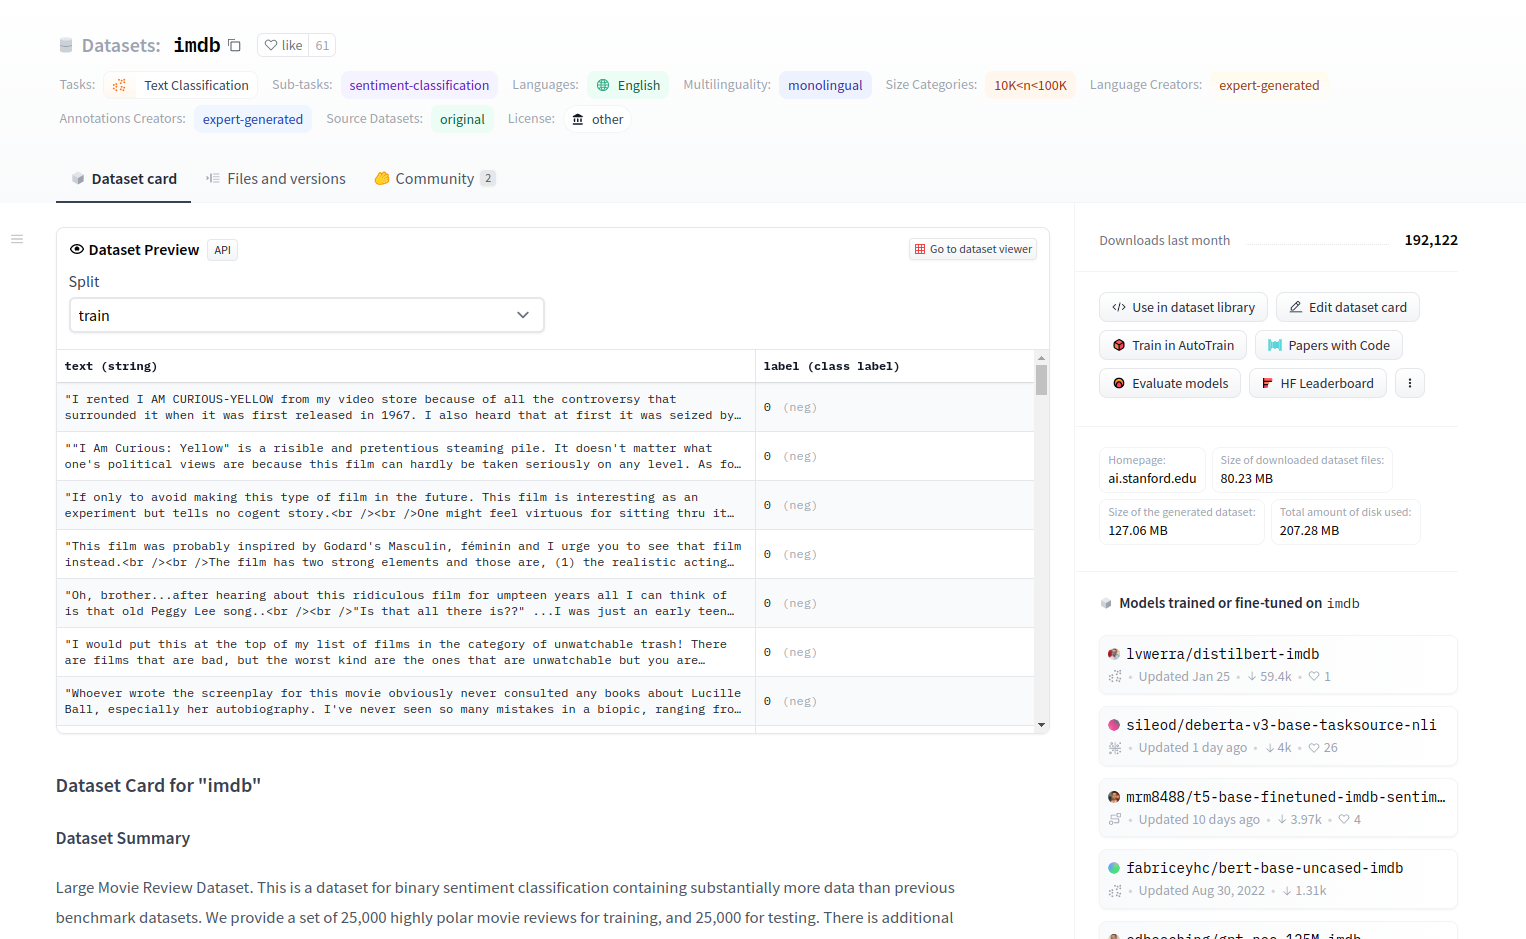 Datasets: imdb like 61
Tasks: Text Classification Sub-tasks: sentiment-classification Languages: English Multilinguality: monolingual Size Categories: 10K<n<100K Language Creators: expert-generated
Annotations Creators: expert-generated Source Datasets: original License: other
Dataset card Files and versions Community 2
Dataset Preview API Go to dataset viewer
Split
train
text (string) label (class label)
"I rented I AM CURIOUS-YELLOW from my video store because of all the controversy that
surrounded it when it was first released in 1967. I also heard that at first it was seized by…
0 (neg)
""I Am Curious: Yellow" is a risible and pretentious steaming pile. It doesn't matter what
one's political views are because this film can hardly be taken seriously on any level. As fo…
0 (neg)
"If only to avoid making this type of film in the future. This film is interesting as an
experiment but tells no cogent story.<br /><br />One might feel virtuous for sitting thru it…
0 (neg)
"This film was probably inspired by Godard's Masculin, féminin and I urge you to see that film
instead.<br /><br />The film has two strong elements and those are, (1) the realistic acting…
0 (neg)
"Oh, brother...after hearing about this ridiculous film for umpteen years all I can think of
is that old Peggy Lee song..<br /><br />"Is that all there is??" ...I was just an early teen…
0 (neg)
"I would put this at the top of my list of films in the category of unwatchable trash! There
are films that are bad, but the worst kind are the ones that are unwatchable but you are…
0 (neg)
"Whoever wrote the screenplay for this movie obviously never consulted any books about Lucille
Ball, especially her autobiography. I've never seen so many mistakes in a biopic, ranging fro…
0 (neg)
Dataset Card for "imdb"
Dataset Summary
Large Movie Review Dataset. This is a dataset for binary sentiment classification containing substantially more data than previous
benchmark datasets. We provide a set of 25,000 highly polar movie reviews for training, and 25,000 for testing. There is additional
Downloads last month 192,122
Use in dataset library Edit dataset card
Train in AutoTrain Papers with Code
Evaluate models HF Leaderboard
Homepage: Size of downloaded dataset files:
ai.stanford.edu 80.23 MB
Size of the generated dataset: Total amount of disk used:
127.06 MB 207.28 MB
Models trained or fine-tuned on imdb
lvwerra/distilbert-imdb
• Updated Jan 25 • ↓ 59.4k • 1
sileod/deberta-v3-base-tasksource-nli
• Updated 1 day ago • ↓ 4k • 26
mrm8488/t5-base-finetuned-imdb-sentim…
• Updated 10 days ago • ↓ 3.97k • 4
fabriceyhc/bert-base-uncased-imdb
• Updated Aug 30, 2022 • ↓ 1.31k